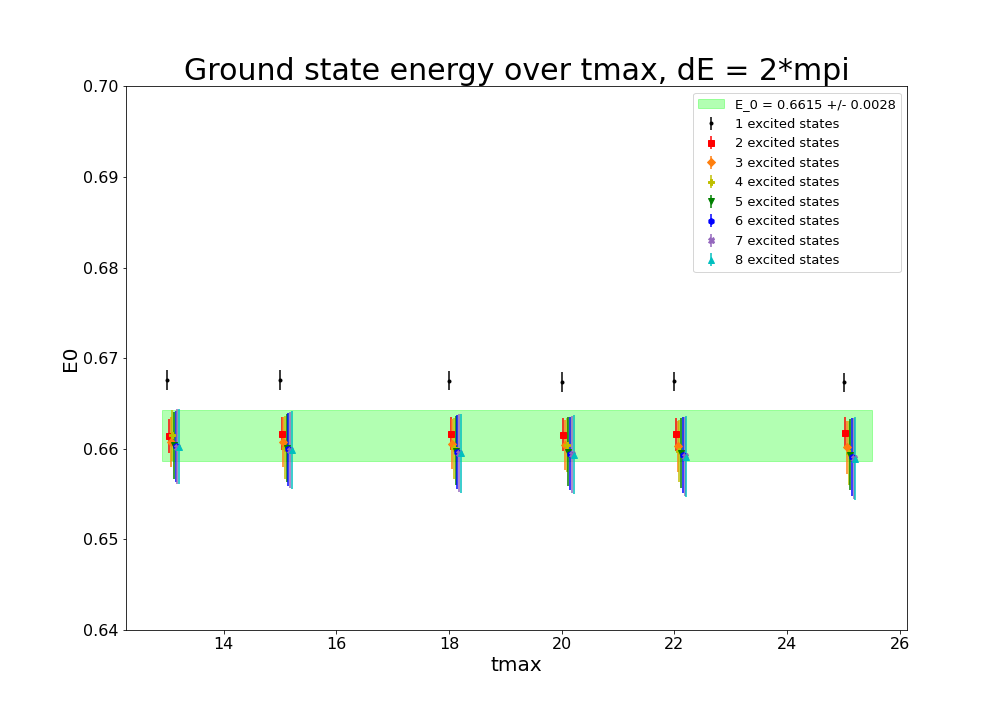 Ground state energy over tmax, dE = 2*mpi
0.70
0.69
0.68
0.67
0.66
0.65
0.64
E0
E_0 = 0.6615 +/- 0.0028
1 excited states
2 excited states
3 excited states
4 excited states
5 excited states
6 excited states
7 excited states
8 excited states
14
16
18
20
22
24
26
tmax